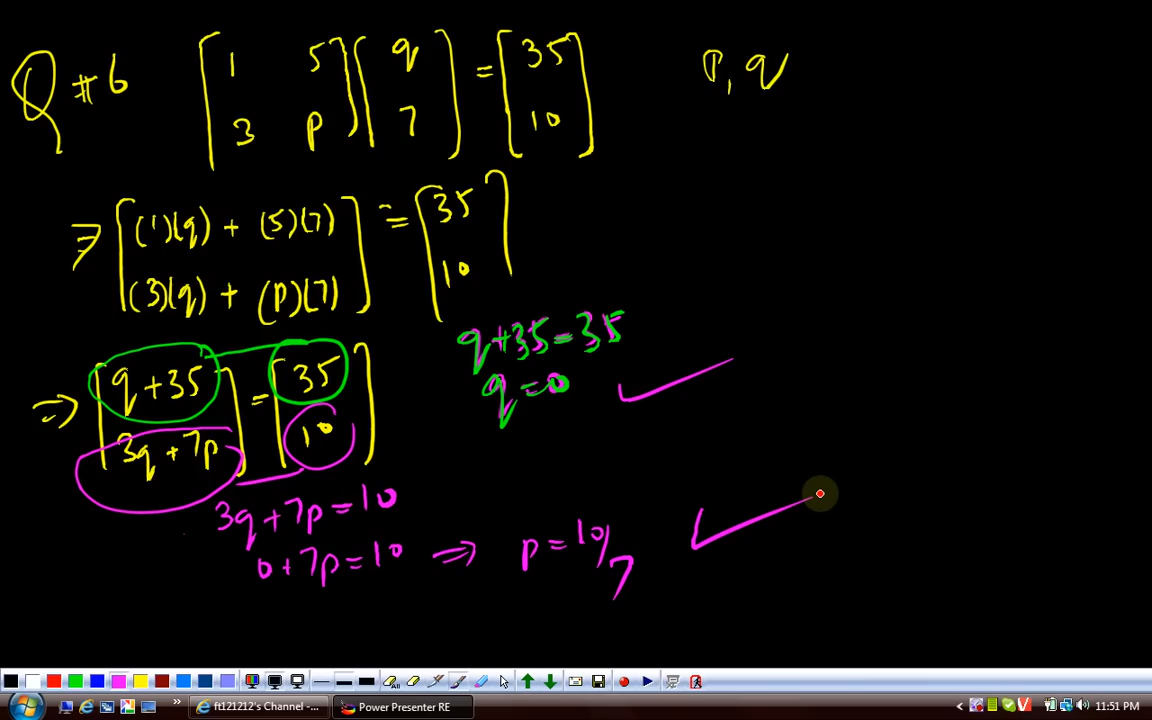 Q #6 [1 5 3 p] [q 7] = [35 10] p, q
⇒ [(1)(q) + (5)(7)] = [35
(3)(q) + (p)(7) 10]
q+35=35
q=0
⇒ [q+35] = [35]
3q+7p 10
3q+7p=10
0+7p=10 ⇒ p=10/7
ft121212's Channel -... Power Presenter RE 11:51 PM